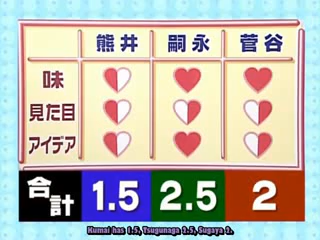 熊井 嗣永 菅谷
味
見た目
アイデア
合計 1.5 2.5 2
Kumai has 1.5, Tsugunaga 2.5, Sugaya 2.